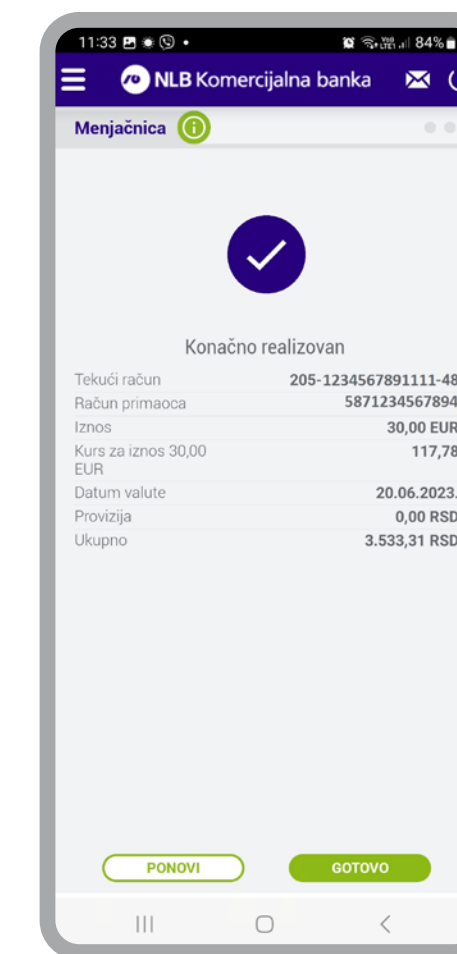 11:33 84%
NLB Komercijalna banka
Menjačnica
Konačno realizovan
Tekući račun 205-1234567891111-48
Račun primaoca 5871234567894
Iznos 30,00 EUR
Kurs za iznos 30,00 117,78
EUR
Datum valute 20.06.2023.
Provizija 0,00 RSD
Ukupno 3.533,31 RSD
PONOVI GOTOVO